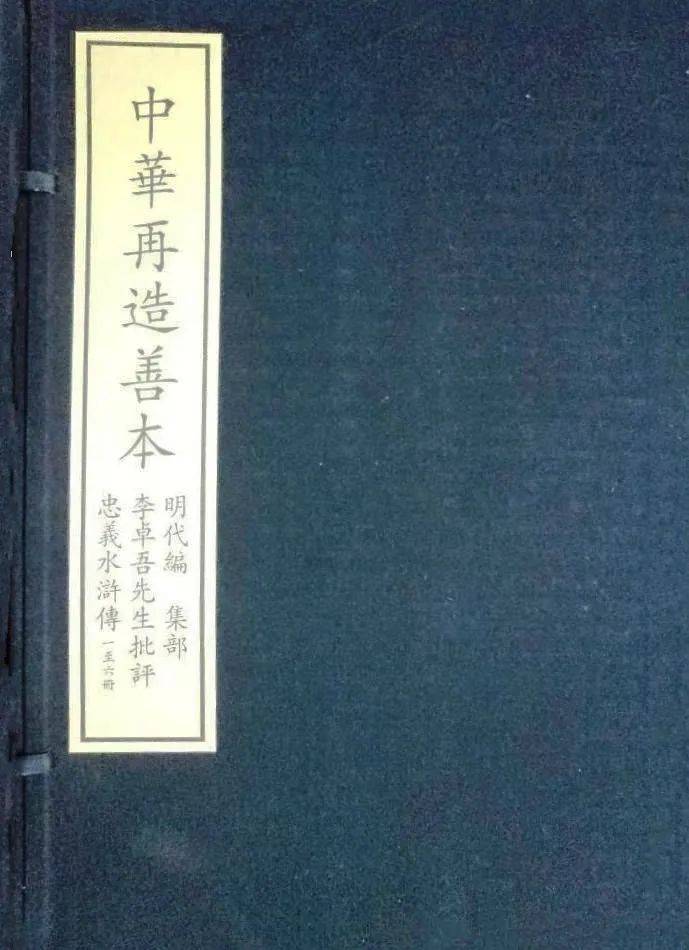 中華再造善本
明代編 集部
李卓吾先生批評
忠義水滸傳 一至六冊